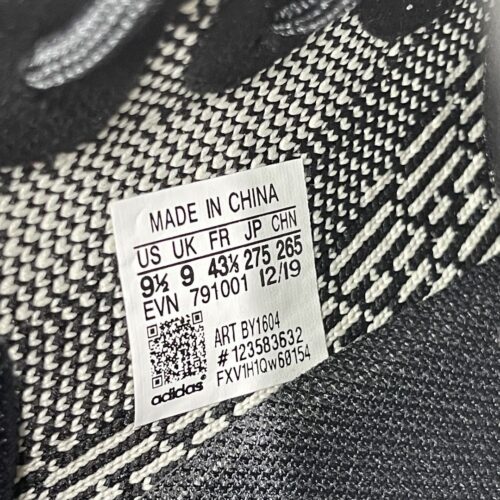 MADE IN CHINA
US UK FR JP CHN
9½ 9 43⅓ 275 265
EVN 791001 12/19
ART BY1604
# 123583632
FXV1H1Qw60154
adidas